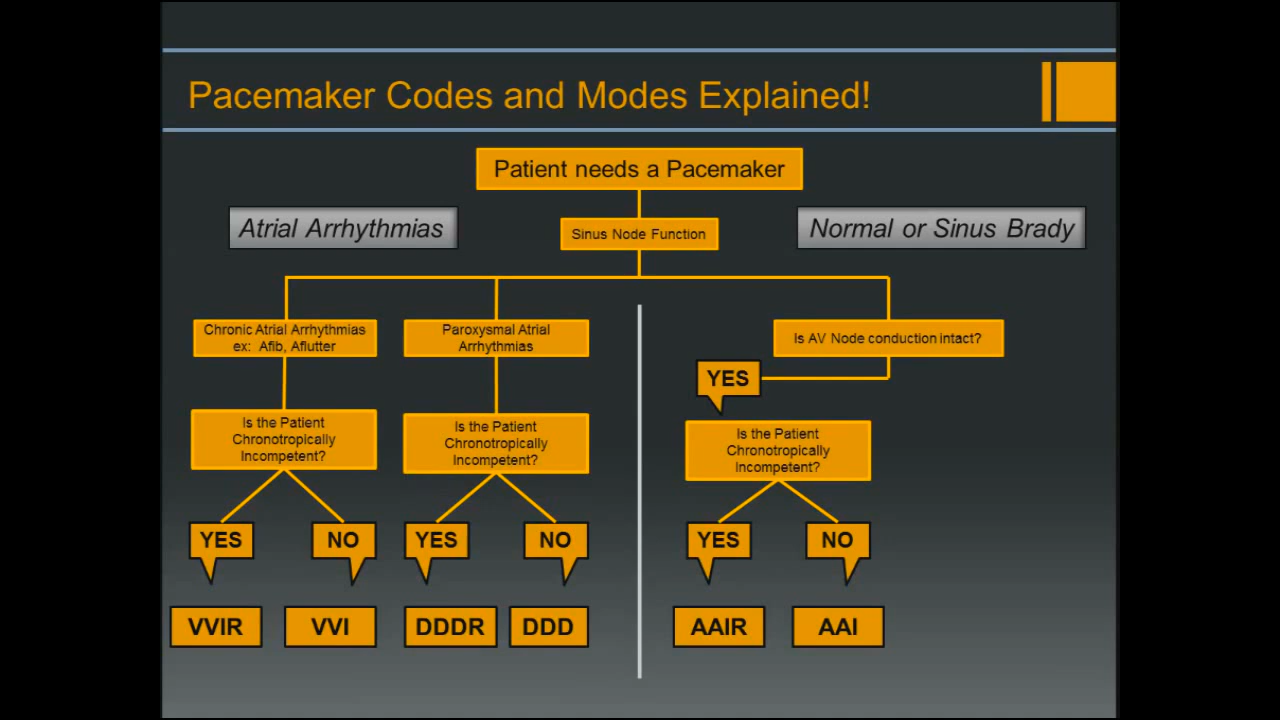 Pacemaker Codes and Modes Explained!
Patient needs a Pacemaker
Atrial Arrhythmias
Sinus Node Function
Normal or Sinus Brady
Chronic Atrial Arrhythmias
ex: Afib, Aflutter
Paroxysmal Atrial
Arrhythmias
Is AV Node conduction intact?
YES
Is the Patient
Chronotropically
Incompetent?
Is the Patient
Chronotropically
Incompetent?
Is the Patient
Chronotropically
Incompetent?
YES
NO
YES
NO
YES
NO
VVIR
VVI
DDDR
DDD
AAIR
AAI